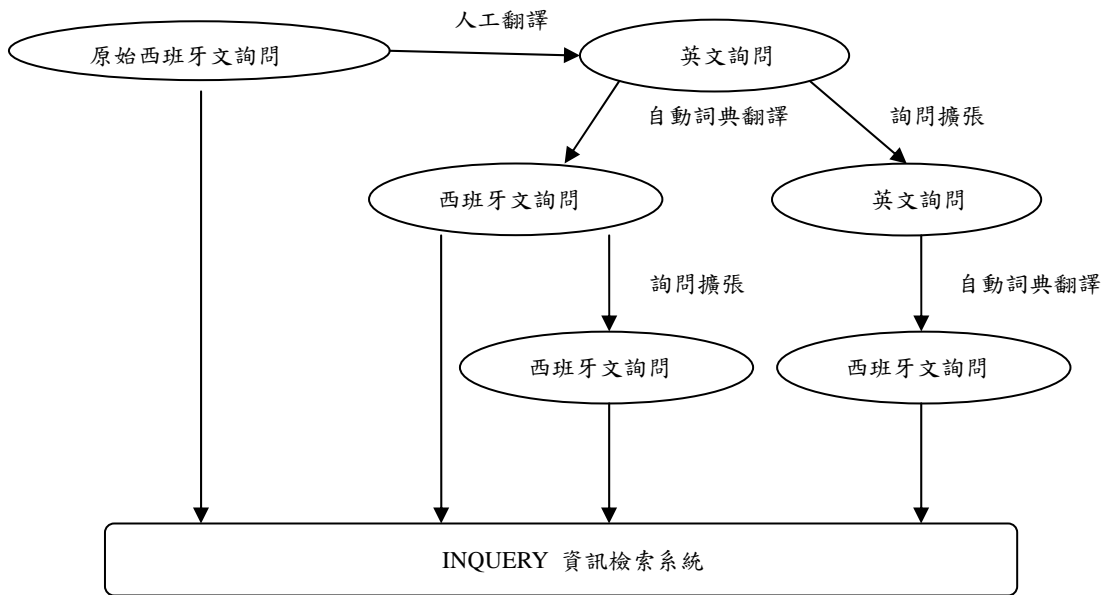 人工翻譯
原始西班牙文詢問
英文詢問
自動詞典翻譯
詢問擴張
西班牙文詢問
英文詢問
詢問擴張
自動詞典翻譯
西班牙文詢問
西班牙文詢問
INQUERY 資訊檢索系統